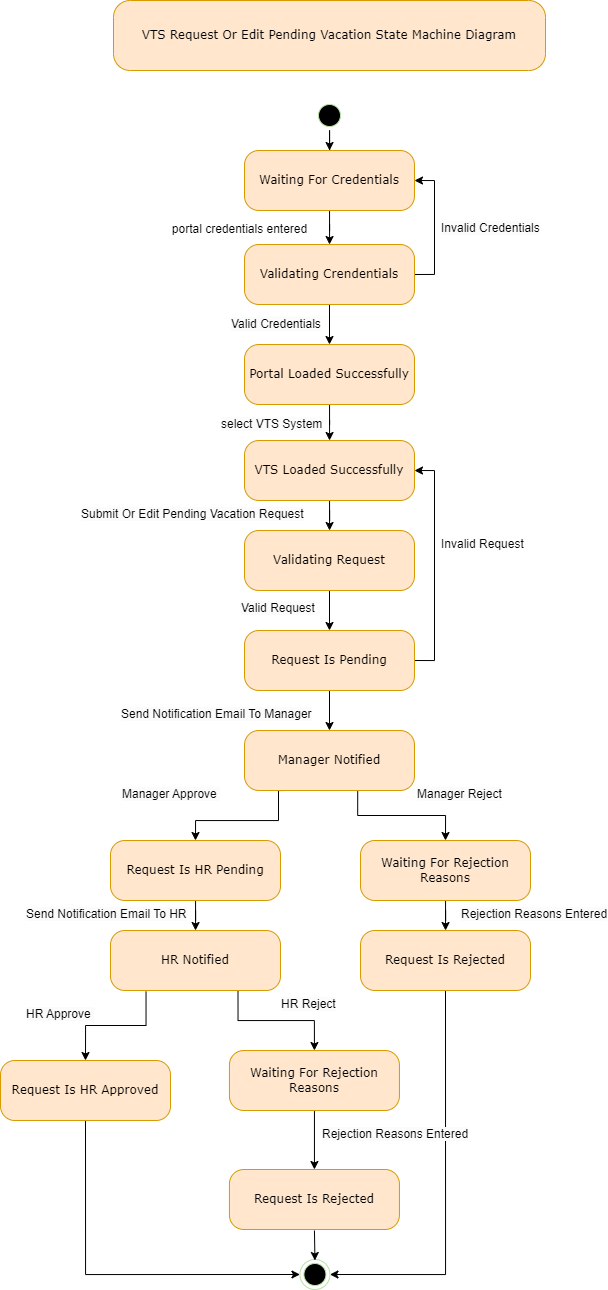 VTS Request Or Edit Pending Vacation State Machine Diagram
Waiting For Credentials
portal credentials entered
Invalid Credentials
Validating Crendentials
Valid Credentials
Portal Loaded Successfully
select VTS System
VTS Loaded Successfully
Submit Or Edit Pending Vacation Request
Invalid Request
Validating Request
Valid Request
Request Is Pending
Send Notification Email To Manager
Manager Notified
Manager Approve
Manager Reject
Request Is HR Pending
Waiting For Rejection
Reasons
Send Notification Email To HR
Rejection Reasons Entered
HR Notified
Request Is Rejected
HR Reject
HR Approve
Request Is HR Approved
Waiting For Rejection
Reasons
Rejection Reasons Entered
Request Is Rejected